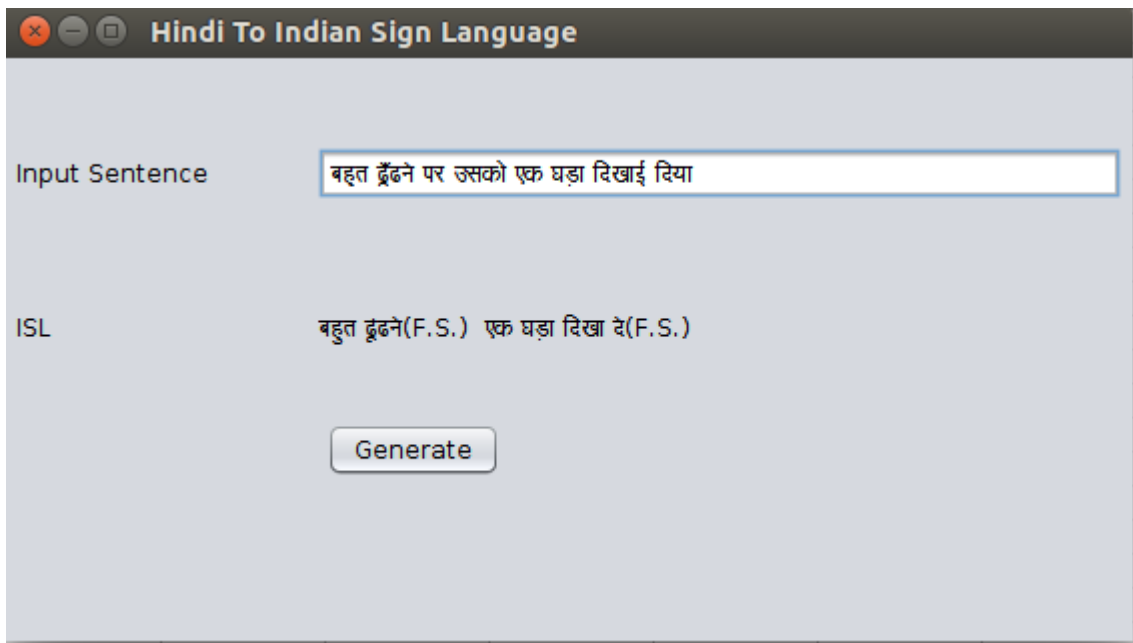 Hindi To Indian Sign Language
Input Sentence बहुत ढूँढने पर उसको एक घड़ा दिखाई दिया
ISL बहुत ढूंढने(F.S.) एक घड़ा दिखा दे(F.S.)
Generate